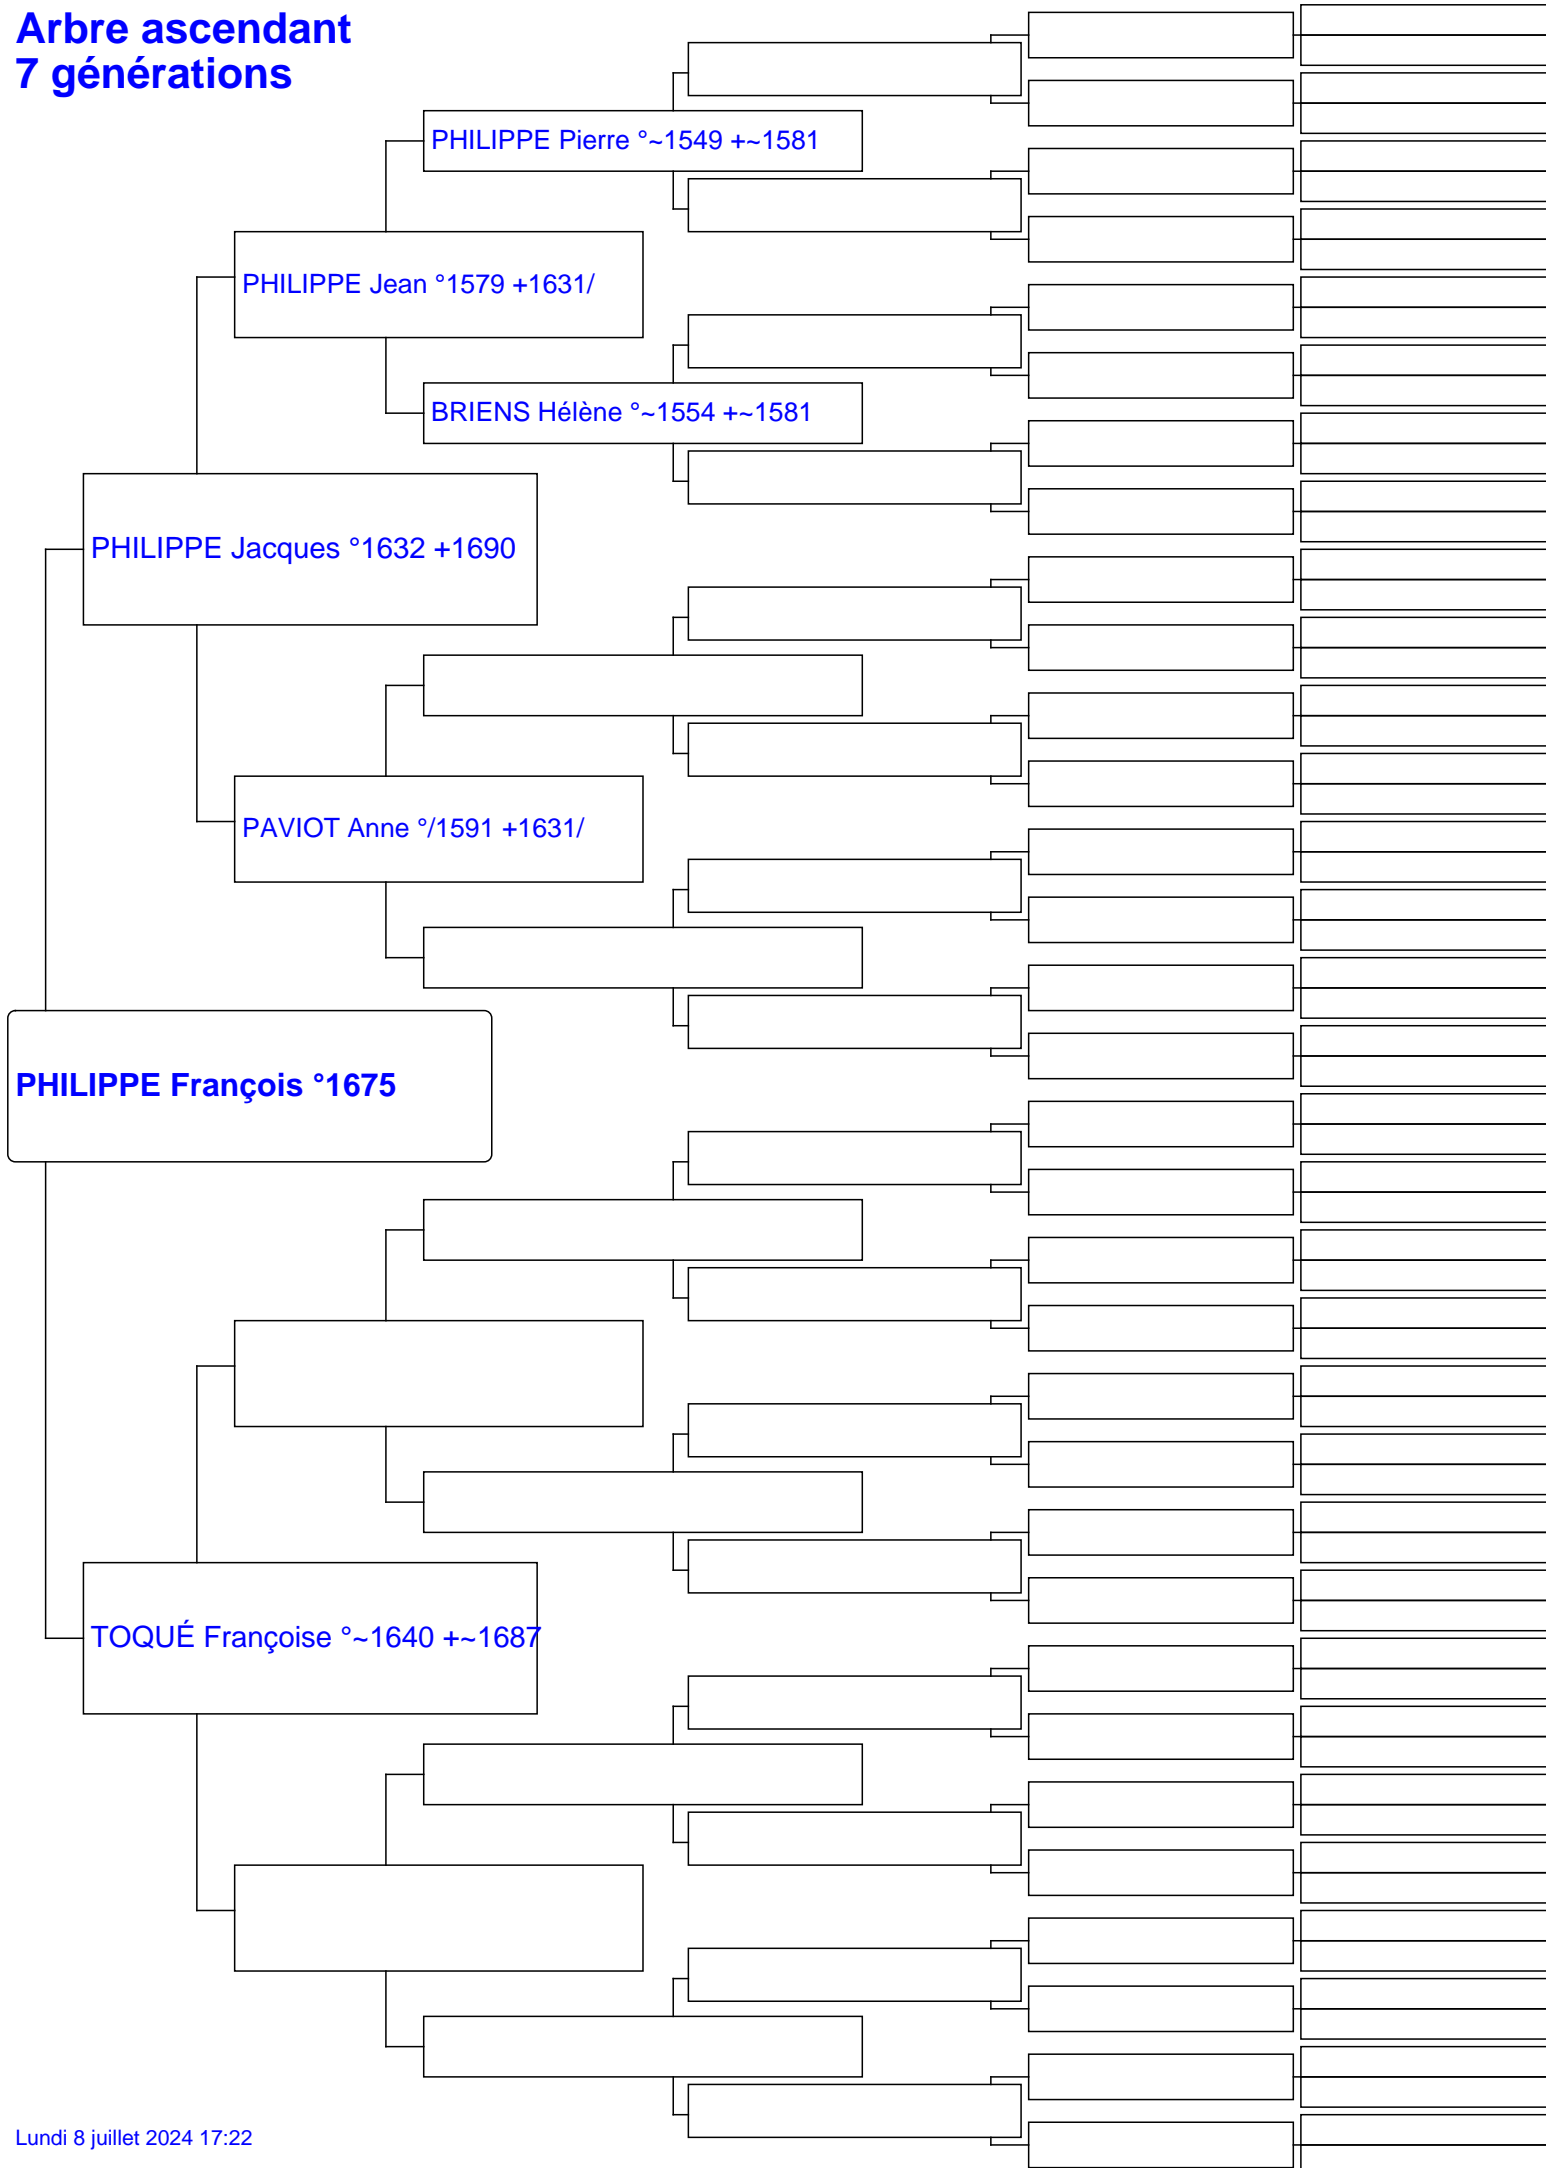 Arbre ascendant
7 générations
PHILIPPE Pierre °~1549 +~1581
PHILIPPE Jean °1579 +1631/
BRIENS Hélène °~1554 +~1581
PHILIPPE Jacques °1632 +1690
PAVIOT Anne °/1591 +1631/
PHILIPPE François °1675
TOQUÉ Françoise °~1640 +~1687
Lundi 8 juillet 2024 17:22